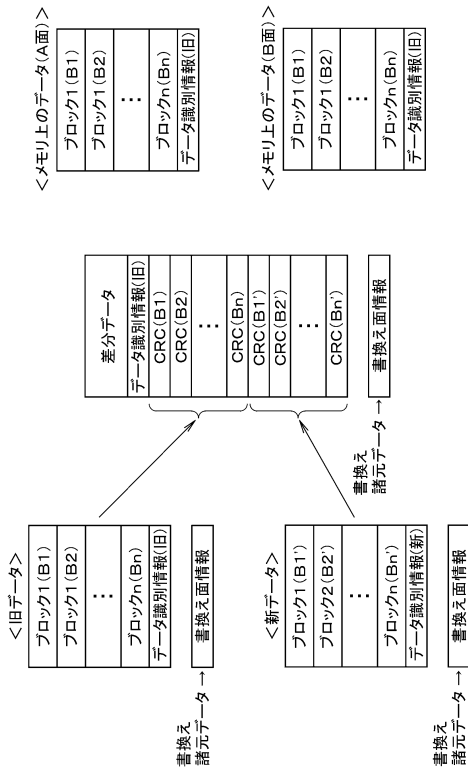 <旧データ>
ブロック1(B1)
ブロック1(B2)
⋮
ブロックn(Bn)
データ識別情報(旧)
書換え
諸元データ→
書換え面情報
<新データ>
ブロック1(B1')
ブロック2(B2')
⋮
ブロックn(Bn')
データ識別情報(新)
書換え
諸元データ→
書換え面情報
差分データ
データ識別情報(旧)
CRC(B1)
CRC(B2)
⋮
CRC(Bn)
CRC(B1')
CRC(B2')
⋮
CRC(Bn')
書換え
諸元データ→
書換え面情報
<メモリ上のデータ(A面)>
ブロック1(B1)
ブロック1(B2)
⋮
ブロックn(Bn)
データ識別情報(旧)
<メモリ上のデータ(B面)>
ブロック1(B1)
ブロック1(B2)
⋮
ブロックn(Bn)
データ識別情報(旧)